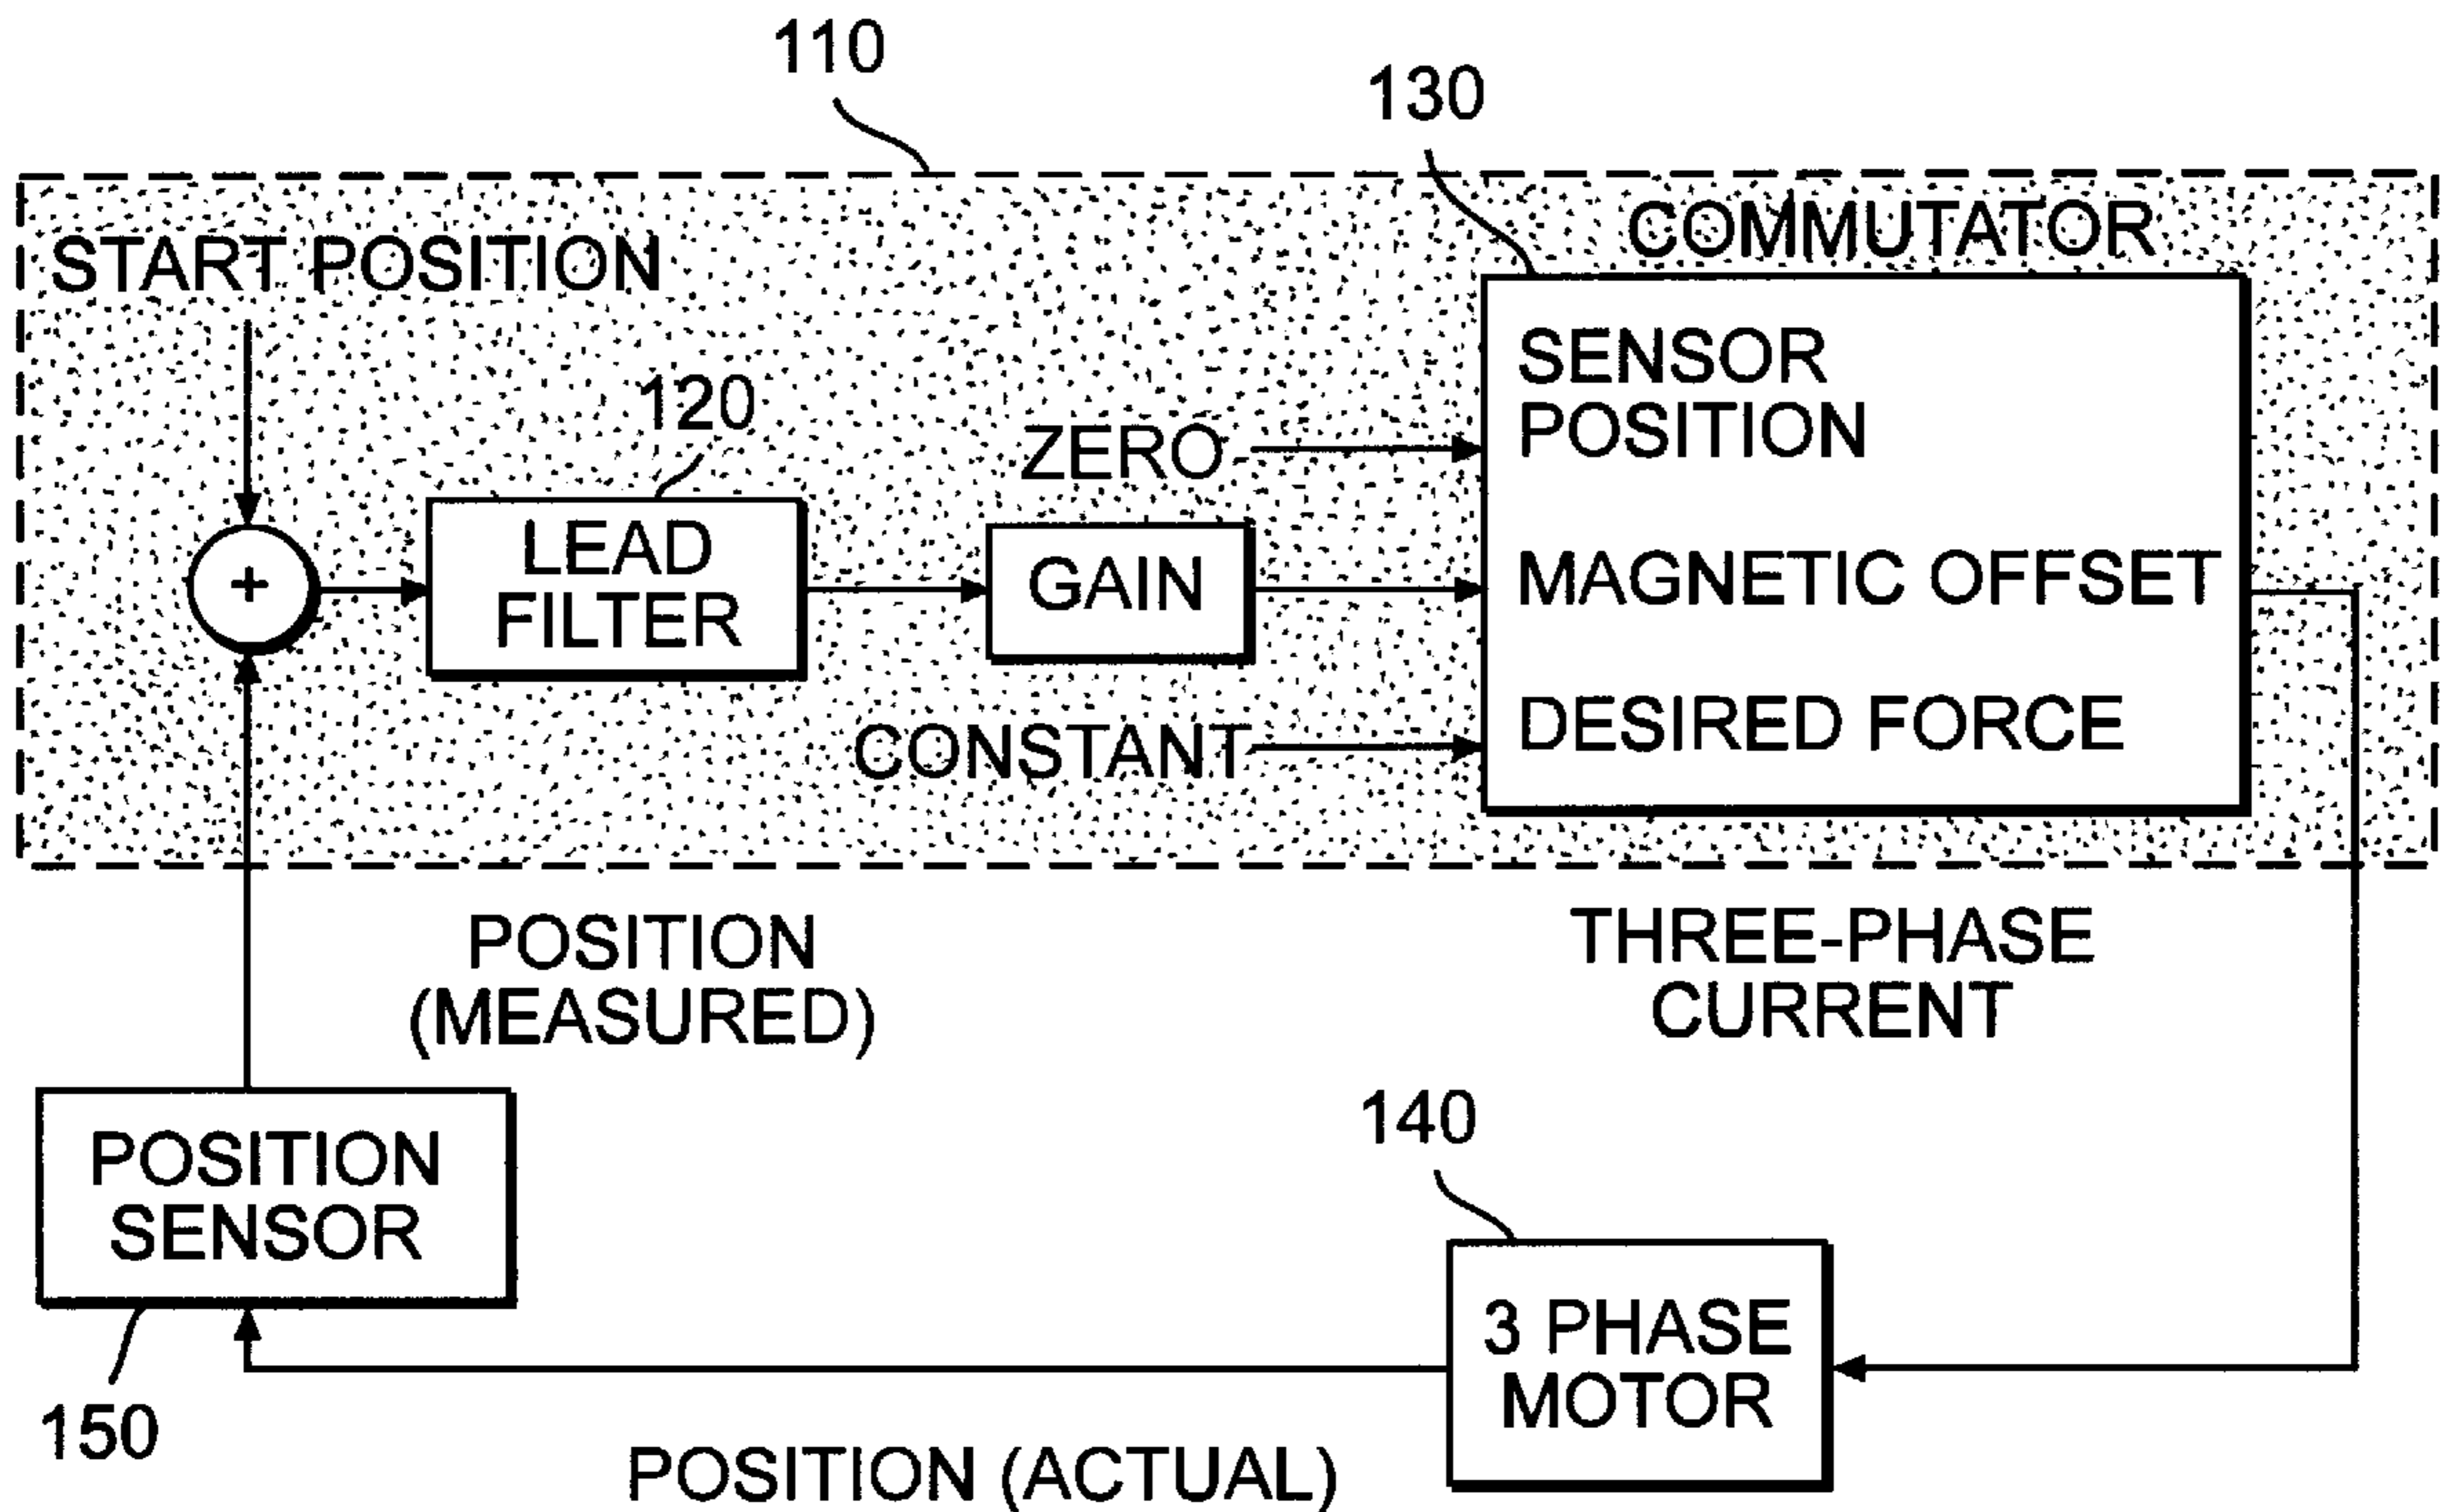 110
130
COMMUTATOR
START POSITION
SENSOR
POSITION
120
ZERO
LEAD
FILTER
+
GAIN
MAGNETIC OFFSET
CONSTANT
DESIRED FORCE
POSITION
(MEASURED)
THREE-PHASE
CURRENT
POSITION
SENSOR
140
3 PHASE
MOTOR
150
POSITION (ACTUAL)